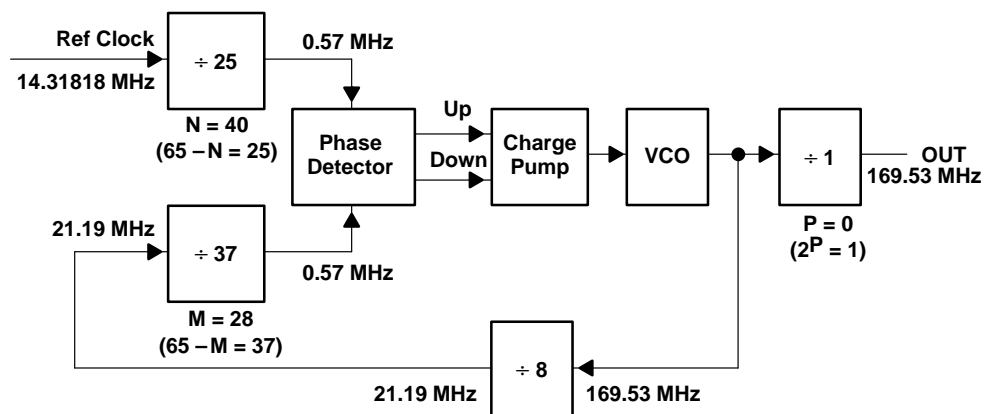 Ref Clock
14.31818 MHz
÷ 25
N = 40
(65 – N = 25)
0.57 MHz
Phase
Detector
Up
Down
Charge
Pump
VCO
÷ 1
OUT
169.53 MHz
P = 0
(2P = 1)
21.19 MHz
÷ 37
0.57 MHz
M = 28
(65 – M = 37)
21.19 MHz
÷ 8
169.53 MHz